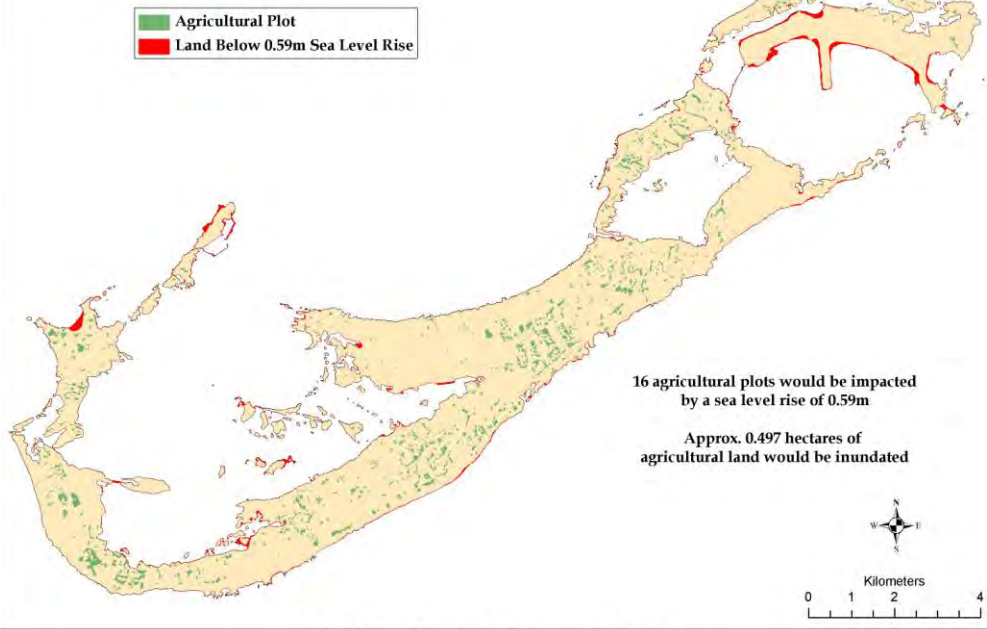 Agricultural Plot
Land Below 0.59m Sea Level Rise
16 agricultural plots would be impacted
by a sea level rise of 0.59m
Approx. 0.497 hectares of
agricultural land would be inundated
N
W E
S
Kilometers
0 1 2 4